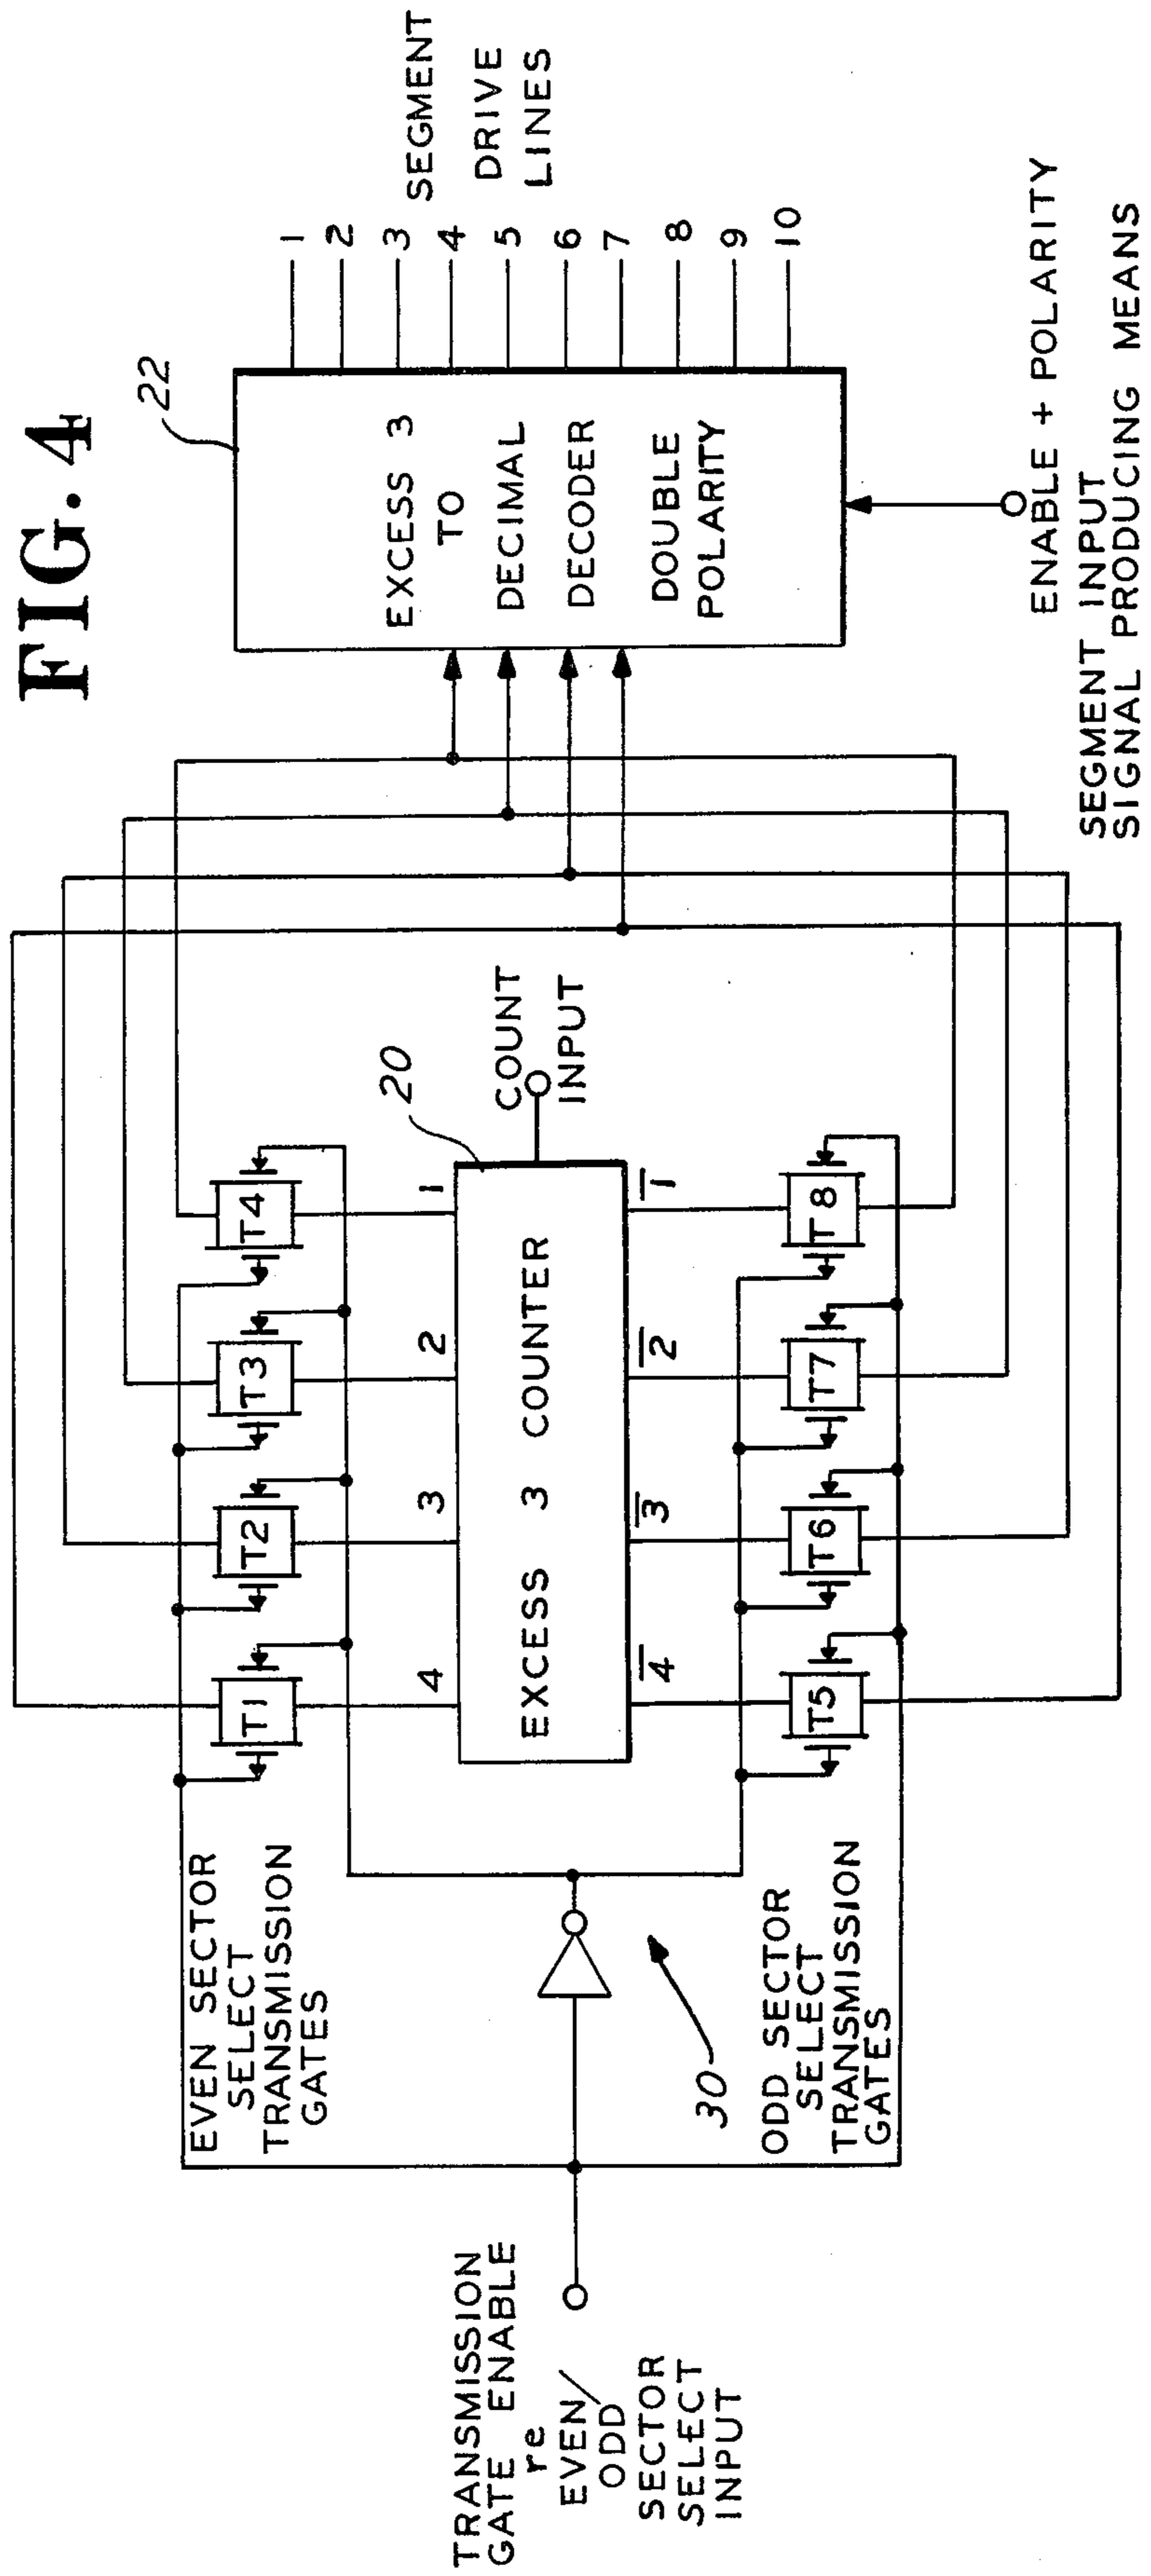 FIG. 4
TRANSMISSION
GATE ENABLE
re
EVEN/
ODD
SECTOR
SELECT
INPUT
EVEN SECTOR
SELECT
TRANSMISSION
GATES
T1
T2
T3
T4
4
3
2
1
EXCESS 3 COUNTER
20
COUNT
INPUT
4̅
3̅
2̅
1̅
T5
T6
T7
T8
30
ODD SECTOR
SELECT
TRANSMISSION
GATES
22
EXCESS 3
TO
DECIMAL
DECODER
DOUBLE
POLARITY
1
2
3
4
5
6
7
8
9
10
SEGMENT
DRIVE
LINES
ENABLE + POLARITY
SEGMENT INPUT
SIGNAL PRODUCING MEANS